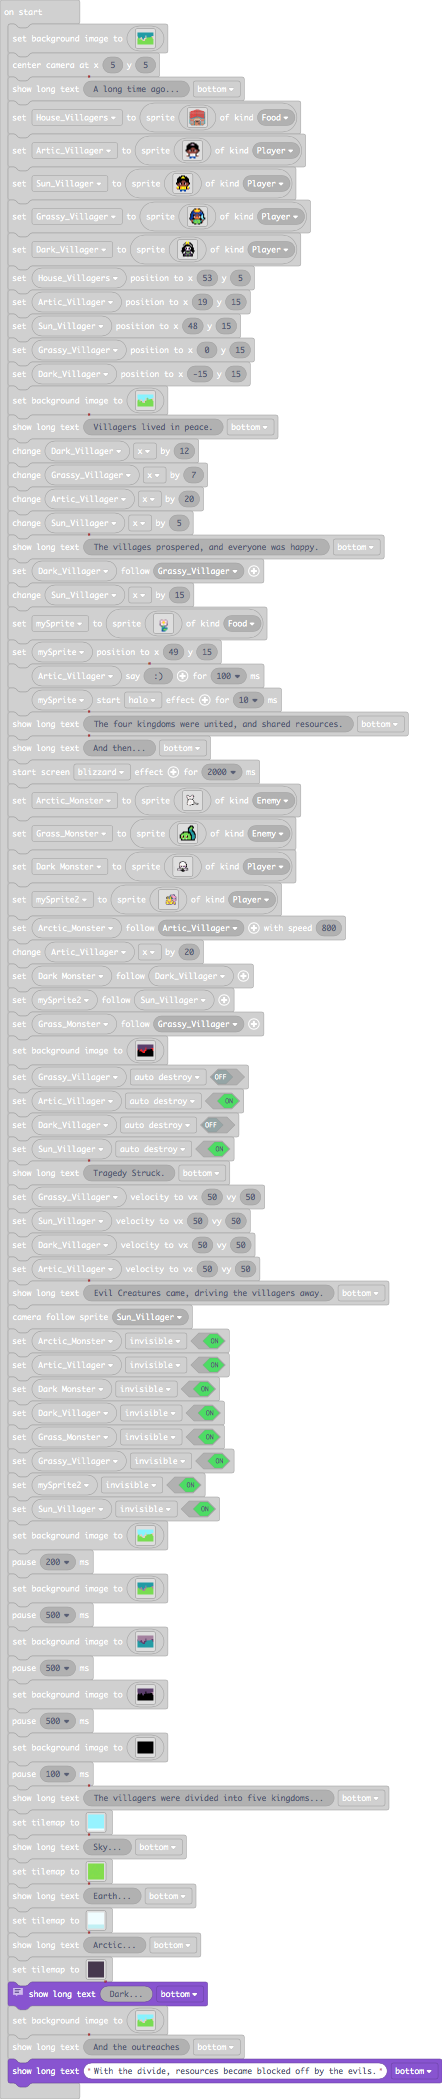 on start
set background image to
center camera at x 5 y 5
show long text A long time ago... bottom
set House_Villagers to sprite of kind Food
set Artic_Villager to sprite of kind Player
set Sun_Villager to sprite of kind Player
set Grassy_Villager to sprite of kind Player
set Dark_Villager to sprite of kind Player
set House_Villagers position to x 53 y 5
set Artic_Villager position to x 19 y 15
set Sun_Villager position to x 48 y 15
set Grassy_Villager position to x 0 y 15
set Dark_Villager position to x -15 y 15
set background image to
show long text Villagers lived in peace. bottom
change Dark_Villager x by 12
change Grassy_Villager x by 7
change Artic_Villager x by 20
change Sun_Villager x by 5
show long text The villages prospered, and everyone was happy. bottom
set Dark_Villager follow Grassy_Villager
change Sun_Villager x by 15
set mySprite to sprite of kind Food
set mySprite position to x 49 y 15
Artic_Villager say :) for 100 ms
mySprite start halo effect for 10 ms
show long text The four kingdoms were united, and shared resources. bottom
show long text And then... bottom
start screen blizzard effect for 2000 ms
set Arctic_Monster to sprite of kind Enemy
set Grass_Monster to sprite of kind Enemy
set Dark Monster to sprite of kind Player
set mySprite2 to sprite of kind Player
set Arctic_Monster follow Artic_Villager with speed 800
change Artic_Villager x by 20
set Dark Monster follow Dark_Villager
set mySprite2 follow Sun_Villager
set Grass_Monster follow Grassy_Villager
set background image to
set Grassy_Villager auto destroy OFF
set Artic_Villager auto destroy ON
set Dark_Villager auto destroy OFF
set Sun_Villager auto destroy ON
show long text Tragedy Struck. bottom
set Grassy_Villager velocity to vx 50 vy 50
set Sun_Villager velocity to vx 50 vy 50
set Dark_Villager velocity to vx 50 vy 50
set Artic_Villager velocity to vx 50 vy 50
show long text Evil Creatures came, driving the villagers away. bottom
camera follow sprite Sun_Villager
set Arctic_Monster invisible ON
set Artic_Villager invisible ON
set Dark Monster invisible ON
set Dark_Villager invisible ON
set Grass_Monster invisible ON
set Grassy_Villager invisible ON
set mySprite2 invisible ON
set Sun_Villager invisible ON
set background image to
pause 200 ms
set background image to
pause 500 ms
set background image to
pause 500 ms
set background image to
pause 500 ms
set background image to
pause 100 ms
show long text The villagers were divided into five kingdoms... bottom
set tilemap to
show long text Sky... bottom
set tilemap to
show long text Earth... bottom
set tilemap to
show long text Arctic... bottom
set tilemap to
show long text Dark... bottom
set background image to
show long text And the outreaches bottom
show long text "With the divide, resources became blocked off by the evils." bottom